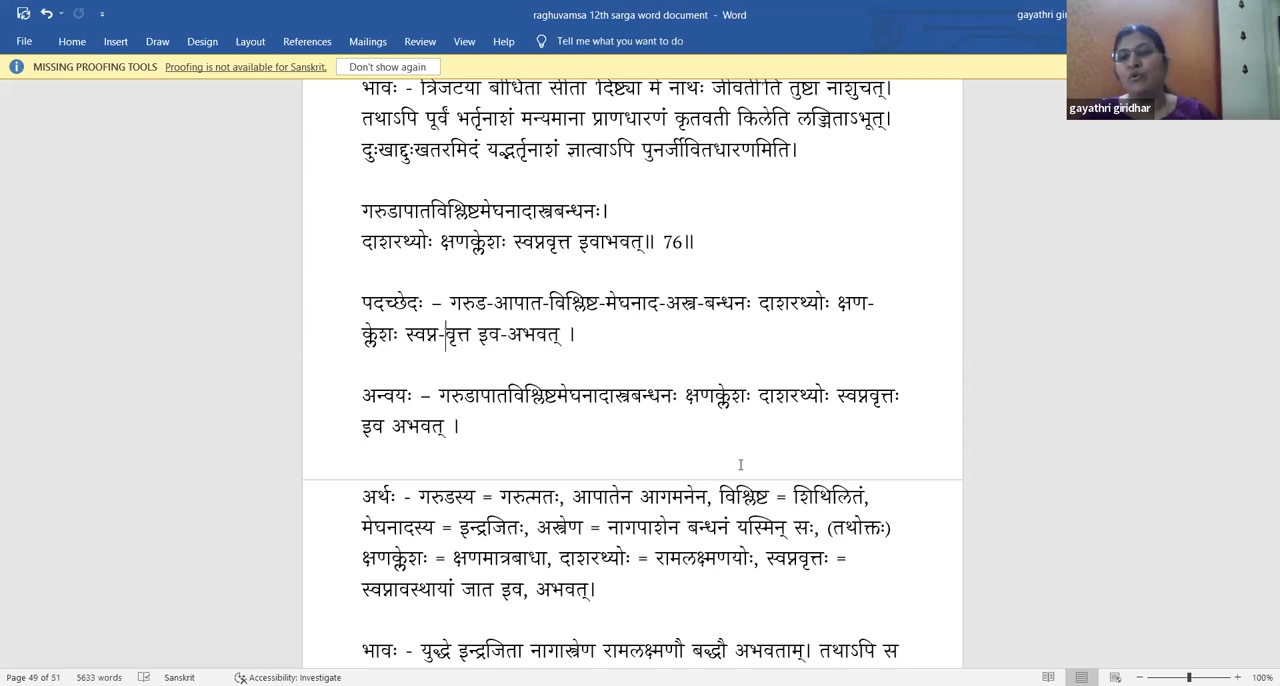 raghuvamsa 12th sarga word document - Word
gayathri gi
File Home Insert Draw Design Layout References Mailings Review View Help Tell me what you want to do
MISSING PROOFING TOOLS Proofing is not available for Sanskrit. Don't show again
gayathri giridhar
भावः - त्रिजटया बोधिता सीता दिष्ट्या मे नाथः जीवतीति तुष्टा नाशुचत्।
तथाऽपि पूर्वं भर्तृनाशं मन्यमाना प्राणधारणं कृतवती किलेति लज्जिताऽभूत्।
दुःखाद्दुःखतरमिदं यद्भर्तृनाशं ज्ञात्वाऽपि पुनर्जीवितधारणमिति।
गरुडापातविश्लिष्टमेघनादास्त्रबन्धनः।
दाशरथ्योः क्षणक्लेशः स्वप्नवृत्त इवाभवत्॥ 76॥
पदच्छेदः – गरुड-आपात-विश्लिष्ट-मेघनाद-अस्त्र-बन्धनः दाशरथ्योः क्षण-
क्लेशः स्वप्न-वृत्त इव-अभवत् ।
अन्वयः – गरुडापातविश्लिष्टमेघनादास्त्रबन्धनः क्षणक्लेशः दाशरथ्योः स्वप्नवृत्तः
इव अभवत् ।
अर्थः - गरुडस्य = गरुत्मतः, आपातेन आगमनेन, विश्लिष्ट = शिथिलितं,
मेघनादस्य = इन्द्रजितः, अस्त्रेण = नागपाशेन बन्धनं यस्मिन् सः, (तथोक्तः)
क्षणक्लेशः = क्षणमात्रबाधा, दाशरथ्योः = रामलक्ष्मणयोः, स्वप्नवृत्तः =
स्वप्नावस्थायां जात इव, अभवत्।
भावः - युद्धे इन्द्रजिता नागास्त्रेण रामलक्ष्मणौ बद्धौ अभवताम्। तथाऽपि स
Page 49 of 51 5633 words Sanskrit Accessibility: Investigate 100%